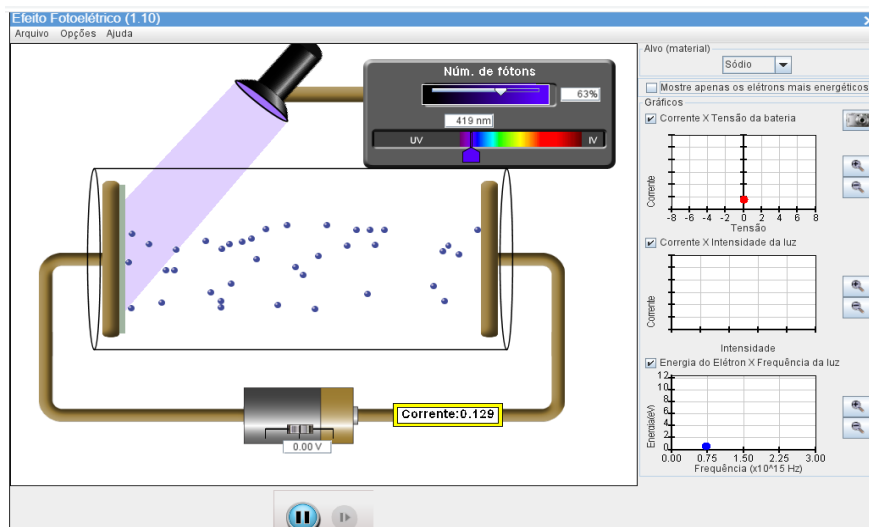 Efeito Fotoelétrico (1.10)
Arquivo Opções Ajuda
Núm. de fótons
63%
419 nm
UV IV
0.00 V
Corrente:0.129
Alvo (material)
Sódio
Mostre apenas os elétrons mais energéticos
Gráficos
Corrente X Tensão da bateria
Corrente
-8 -6 -4 -2 0 2 4 6 8
Tensão
Corrente X Intensidade da luz
Corrente
Intensidade
Energia do Elétron X Frequência da luz
Energia(eV)
12
10
8
6
4
2
0
0.00 0.75 1.50 2.25 3.00
Frequência (x10^15 Hz)